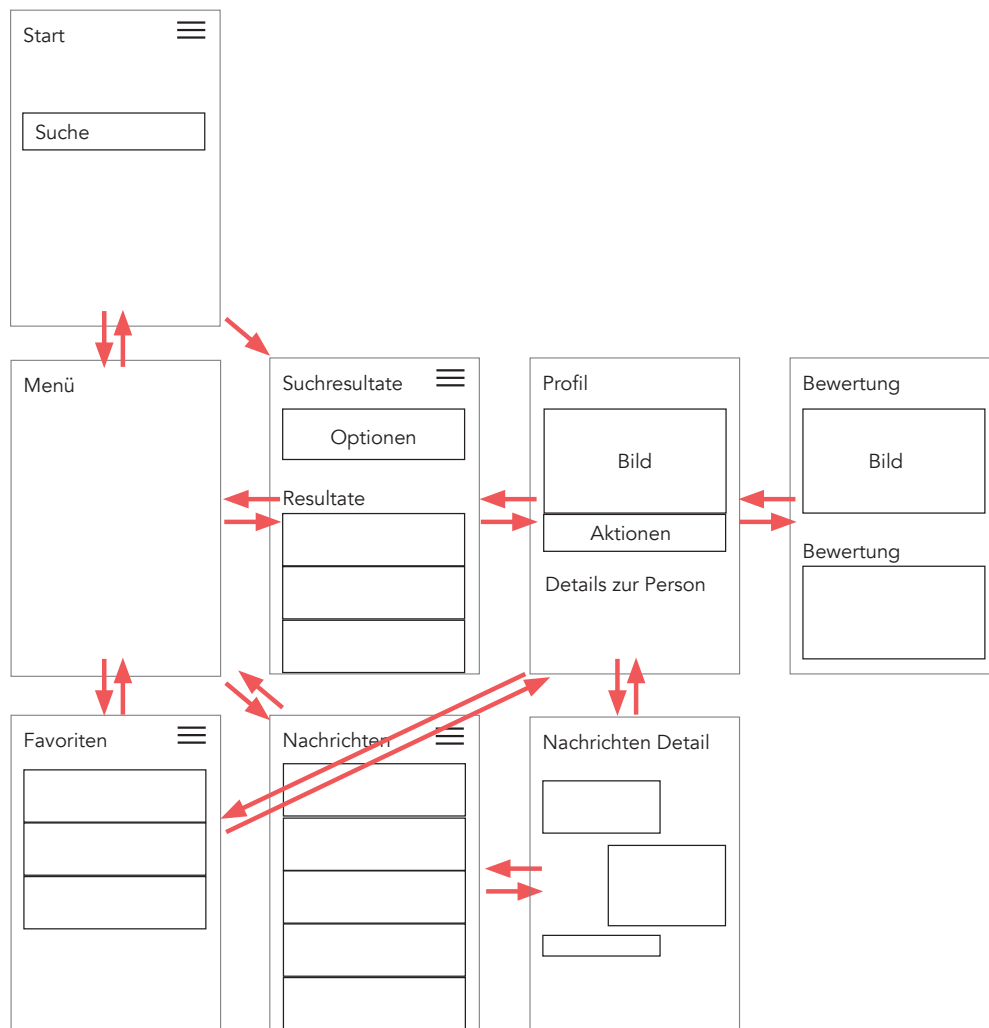 Start
Suche
Menü
Suchresultate
Optionen
Resultate
Profil
Bild
Aktionen
Details zur Person
Bewertung
Bild
Bewertung
Favoriten
Nachrichten
Nachrichten Detail